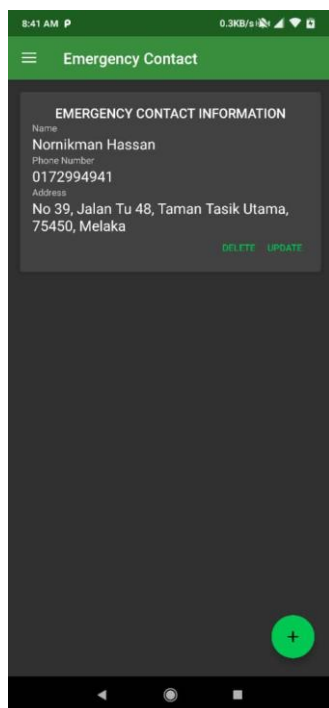 8:41 AM P 0.3KB/s
Emergency Contact
EMERGENCY CONTACT INFORMATION
Name
Nornikman Hassan
Phone Number
0172994941
Address
No 39, Jalan Tu 48, Taman Tasik Utama,
75450, Melaka
DELETE UPDATE
+